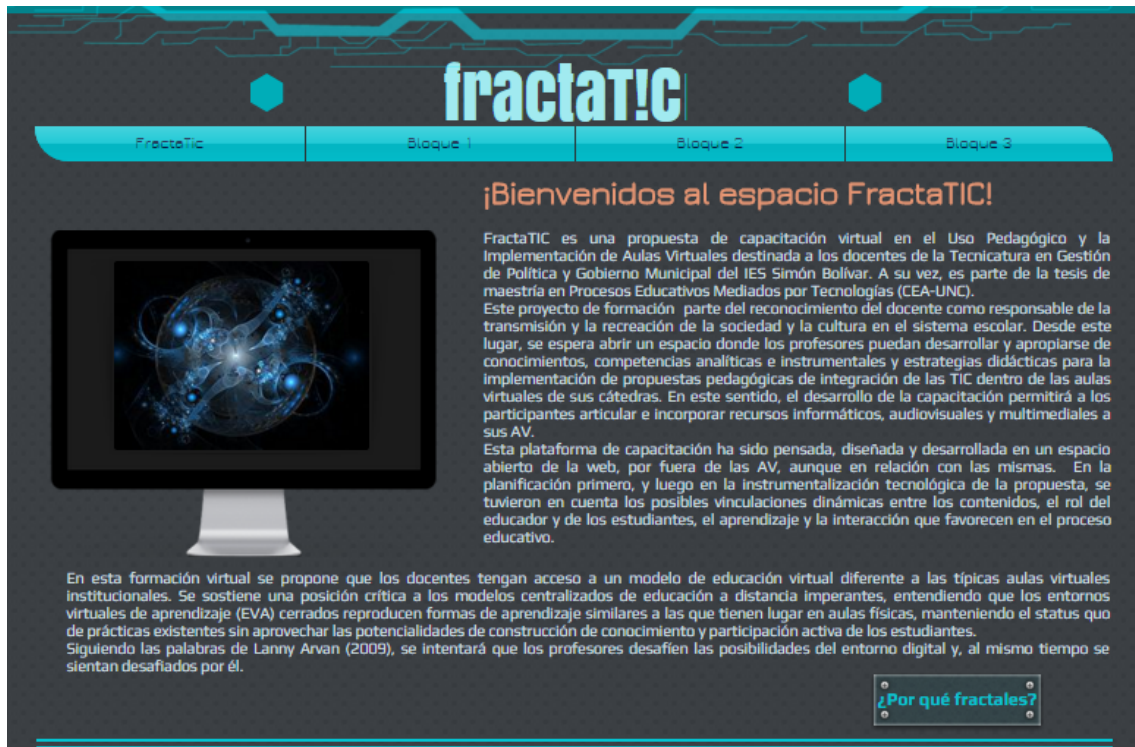 fractaT!C
FractaTic
Bloque 1
Bloque 2
Bloque 3
¡Bienvenidos al espacio FractaTIC!
FractaTIC es una propuesta de capacitación virtual en el Uso Pedagógico y la
Implementación de Aulas Virtuales destinada a los docentes de la Tecnicatura en Gestión
de Política y Gobierno Municipal del IES Simón Bolívar. A su vez, es parte de la tesis de
maestría en Procesos Educativos Mediados por Tecnologías (CEA-UNC).
Este proyecto de formación parte del reconocimiento del docente como responsable de la
transmisión y la recreación de la sociedad y la cultura en el sistema escolar. Desde este
lugar, se espera abrir un espacio donde los profesores puedan desarrollar y apropiarse de
conocimientos, competencias analíticas e instrumentales y estrategias didácticas para la
implementación de propuestas pedagógicas de integración de las TIC dentro de las aulas
virtuales de sus cátedras. En este sentido, el desarrollo de la capacitación permitirá a los
participantes articular e incorporar recursos informáticos, audiovisuales y multimediales a
sus AV.
Esta plataforma de capacitación ha sido pensada, diseñada y desarrollada en un espacio
abierto de la web, por fuera de las AV, aunque en relación con las mismas. En la
planificación primero, y luego en la instrumentalización tecnológica de la propuesta, se
tuvieron en cuenta los posibles vinculaciones dinámicas entre los contenidos, el rol del
educador y de los estudiantes, el aprendizaje y la interacción que favorecen en el proceso
educativo.
En esta formación virtual se propone que los docentes tengan acceso a un modelo de educación virtual diferente a las típicas aulas virtuales
institucionales. Se sostiene una posición crítica a los modelos centralizados de educación a distancia imperantes, entendiendo que los entornos
virtuales de aprendizaje (EVA) cerrados reproducen formas de aprendizaje similares a las que tienen lugar en aulas físicas, manteniendo el status quo
de prácticas existentes sin aprovechar las potencialidades de construcción de conocimiento y participación activa de los estudiantes.
Siguiendo las palabras de Lanny Arvan (2009), se intentará que los profesores desafíen las posibilidades del entorno digital y, al mismo tiempo se
sientan desafiados por él.
¿Por qué fractales?